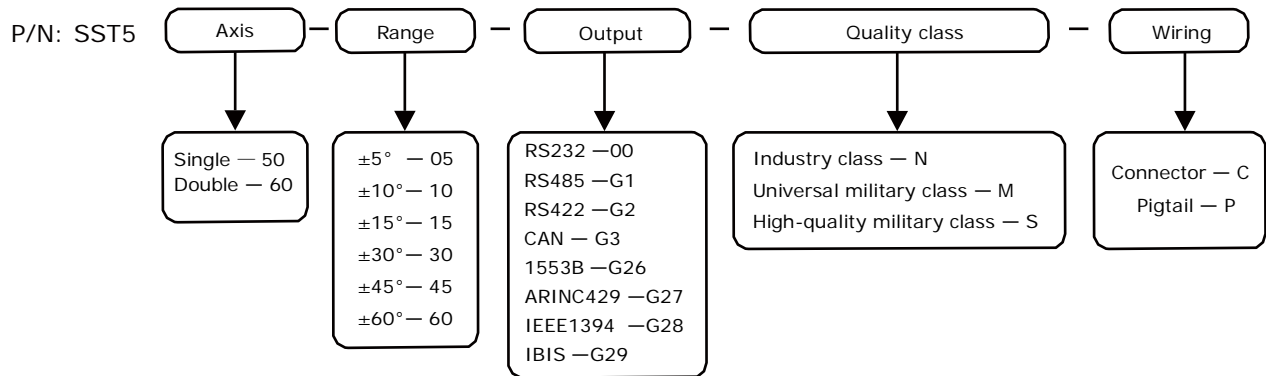 P/N: SST5 Axis — Range — Output — Quality class — Wiring
Single — 50
Double — 60
±5° — 05
±10° — 10
±15° — 15
±30° — 30
±45° — 45
±60° — 60
RS232 —00
RS485 —G1
RS422 —G2
CAN — G3
1553B —G26
ARINC429 —G27
IEEE1394 —G28
IBIS —G29
Industry class — N
Universal military class — M
High-quality military class — S
Connector — C
Pigtail — P